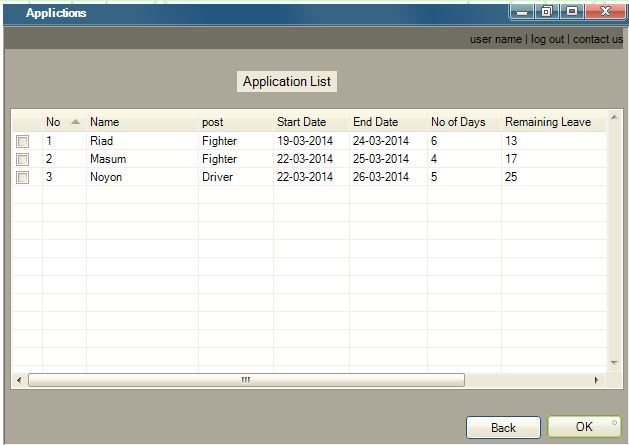 Applictions
user name | log out | contact us
Application List
No Name post Start Date End Date No of Days Remaining Leave
1 Riad Fighter 19-03-2014 24-03-2014 6 13
2 Masum Fighter 22-03-2014 25-03-2014 4 17
3 Noyon Driver 22-03-2014 26-03-2014 5 25
Back OK